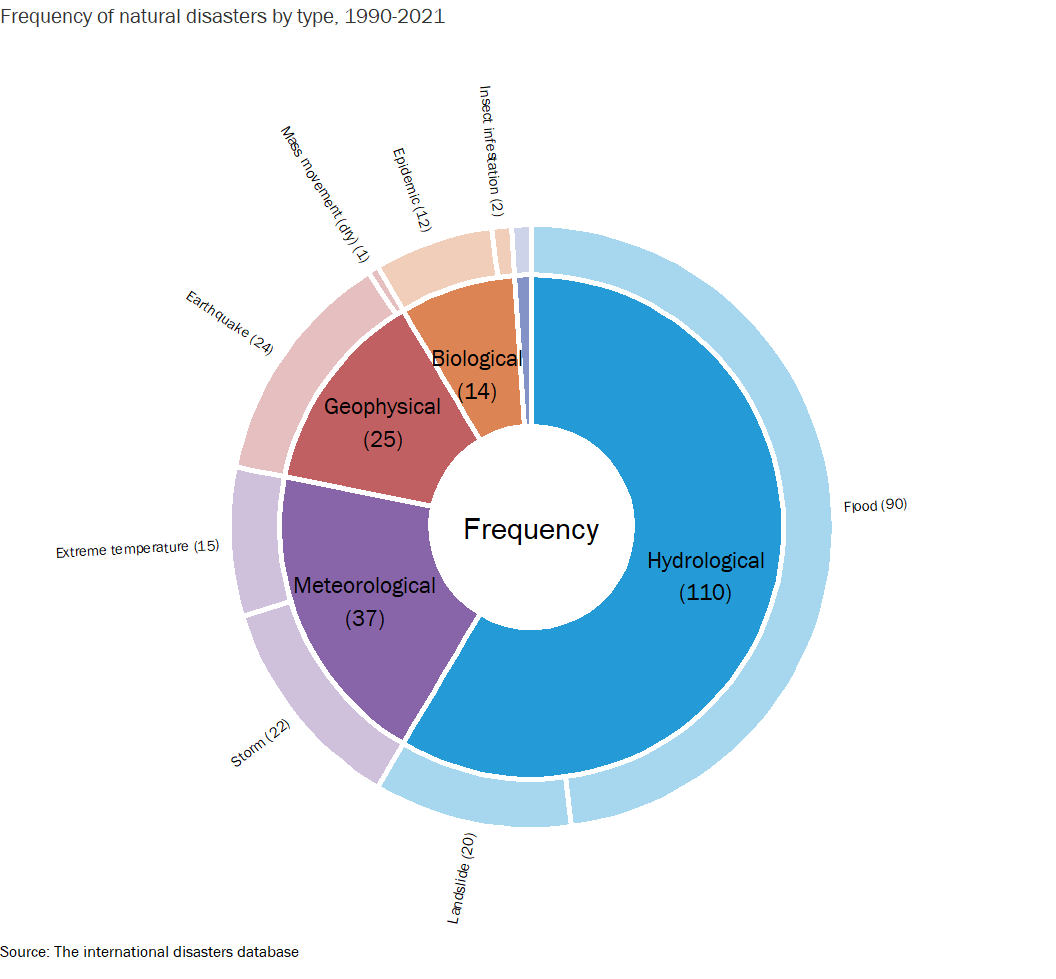 Frequency of natural disasters by type, 1990-2021
Insect infestation (2)
Mass movement (dry) (1)
Epidemic (12)
Earthquake (24)
Biological
(14)
Geophysical
(25)
Flood (90)
Frequency
Extreme temperature (15)
Hydrological
(110)
Meteorological
(37)
Storm (22)
Landslide (20)
Source: The international disasters database